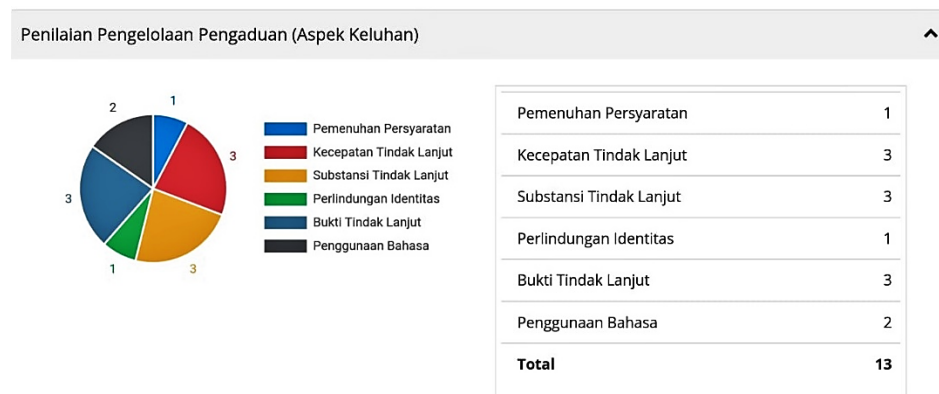 Penilaian Pengelolaan Pengaduan (Aspek Keluhan)
2
1
3
3
1
3
Pemenuhan Persyaratan
Kecepatan Tindak Lanjut
Substansi Tindak Lanjut
Perlindungan Identitas
Bukti Tindak Lanjut
Penggunaan Bahasa
Pemenuhan Persyaratan 1
Kecepatan Tindak Lanjut 3
Substansi Tindak Lanjut 3
Perlindungan Identitas 1
Bukti Tindak Lanjut 3
Penggunaan Bahasa 2
Total 13